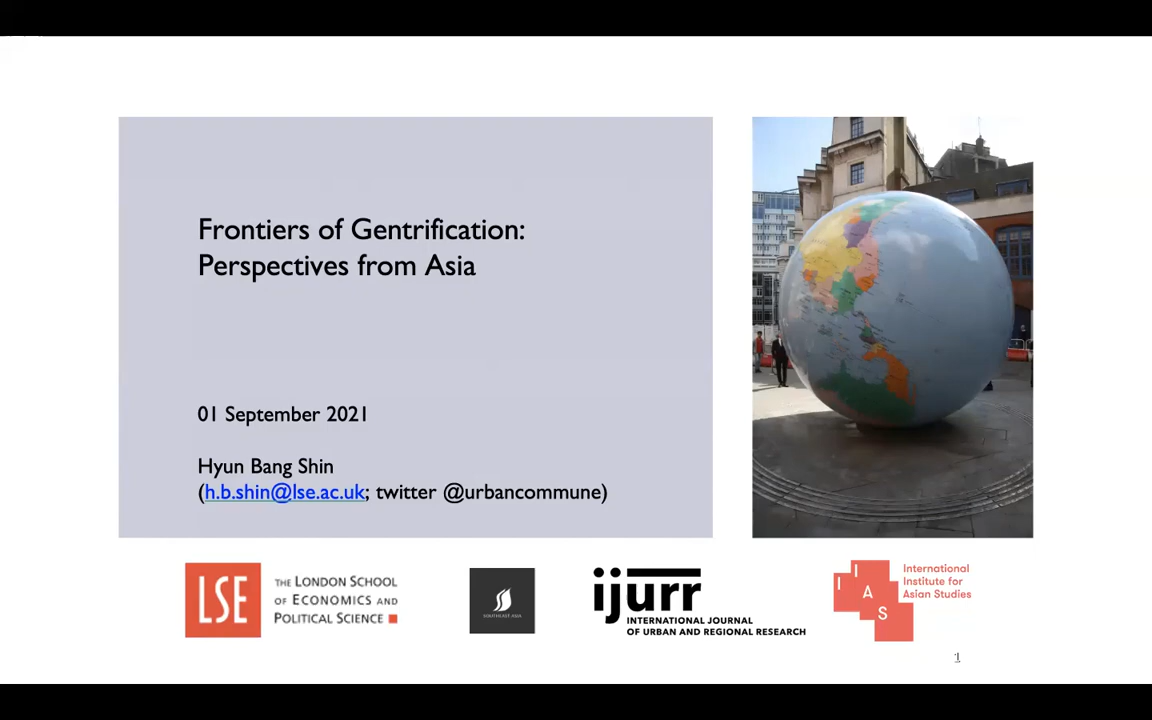 Frontiers of Gentrification:
Perspectives from Asia
01 September 2021
Hyun Bang Shin
(h.b.shin@lse.ac.uk; twitter @urbancommune)
LSE
THE LONDON SCHOOL
OF ECONOMICS AND
POLITICAL SCIENCE
SOUTHEAST ASIA
ijurr
INTERNATIONAL JOURNAL
OF URBAN AND REGIONAL RESEARCH
I I A S
International
Institute for
Asian Studies
1